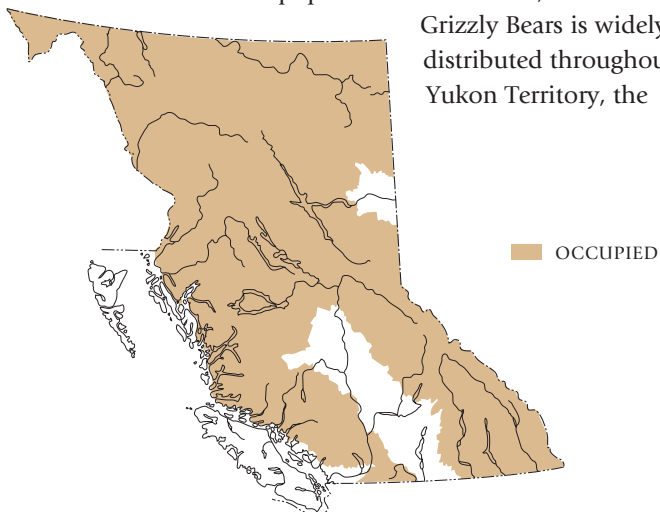 Grizzly Bears is widely
distributed throughou
Yukon Territory, the
OCCUPIED